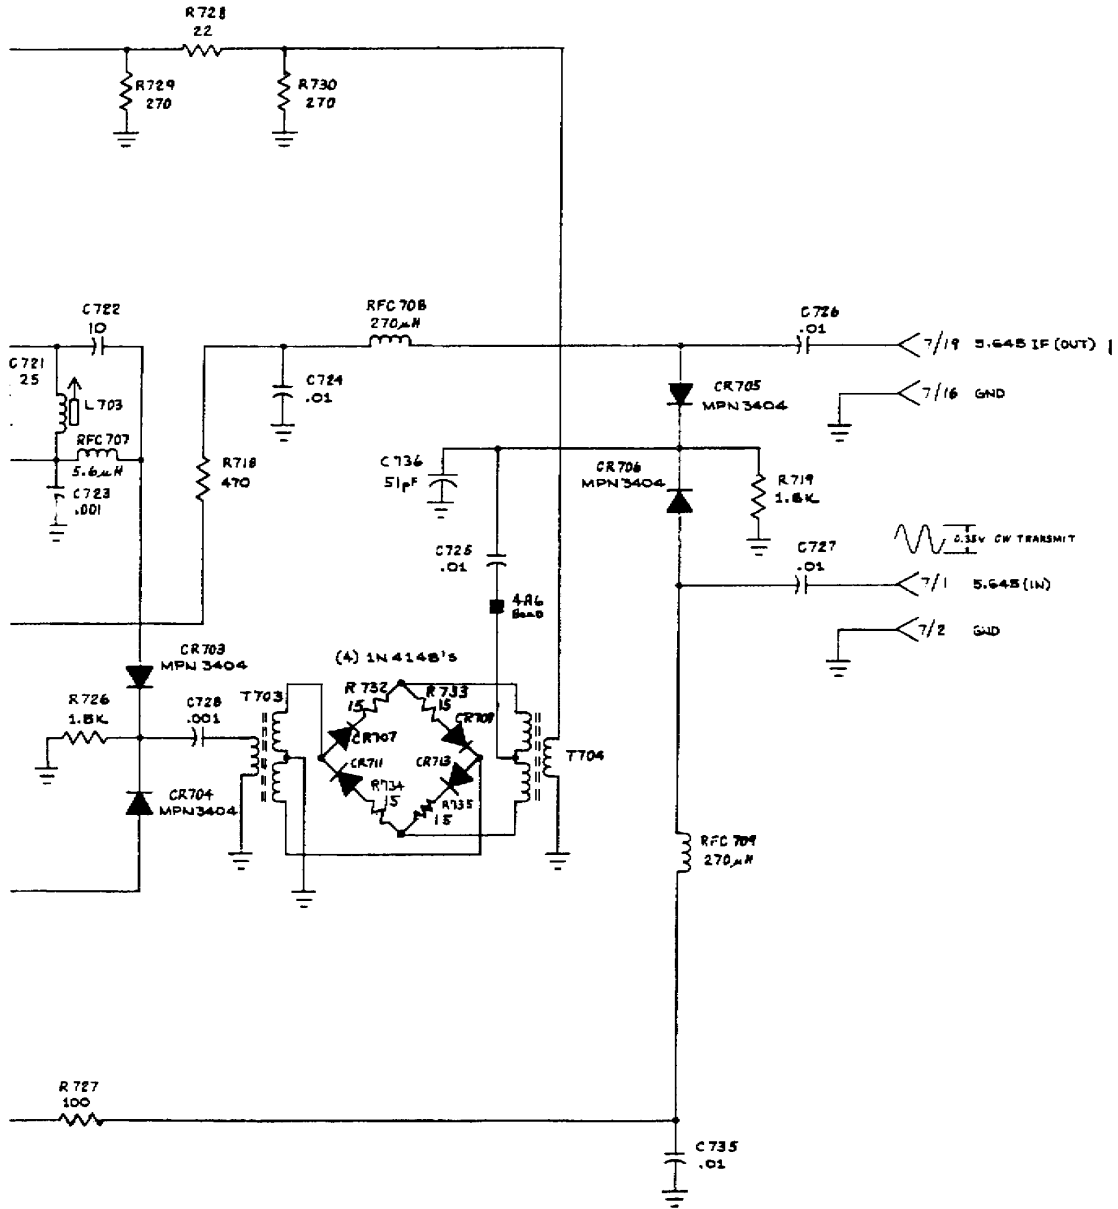 R728
22
R729
270
R730
270
C722
10
RFC708
270µH
C726
.01
7/19 5.645 IF (OUT)
C721
25
L703
C724
.01
CR705
MPN3404
7/16 GND
RFC707
5.6µH
C723
.001
R718
470
C736
51pF
CR706
MPN3404
R719
1.8K
C725
.01
C727
.01
0.35V CW TRANSMIT
7/1 5.645 (IN)
4A6
BEAD
7/2 GND
CR703
MPN3404
(4) 1N4148'S
R726
1.8K
C728
.001
T703
R732
15
R733
15
CR707
CR709
T704
CR711
CR713
CR704
MPN3404
R734
15
R735
15
RFC709
270µH
R727
100
C735
.01